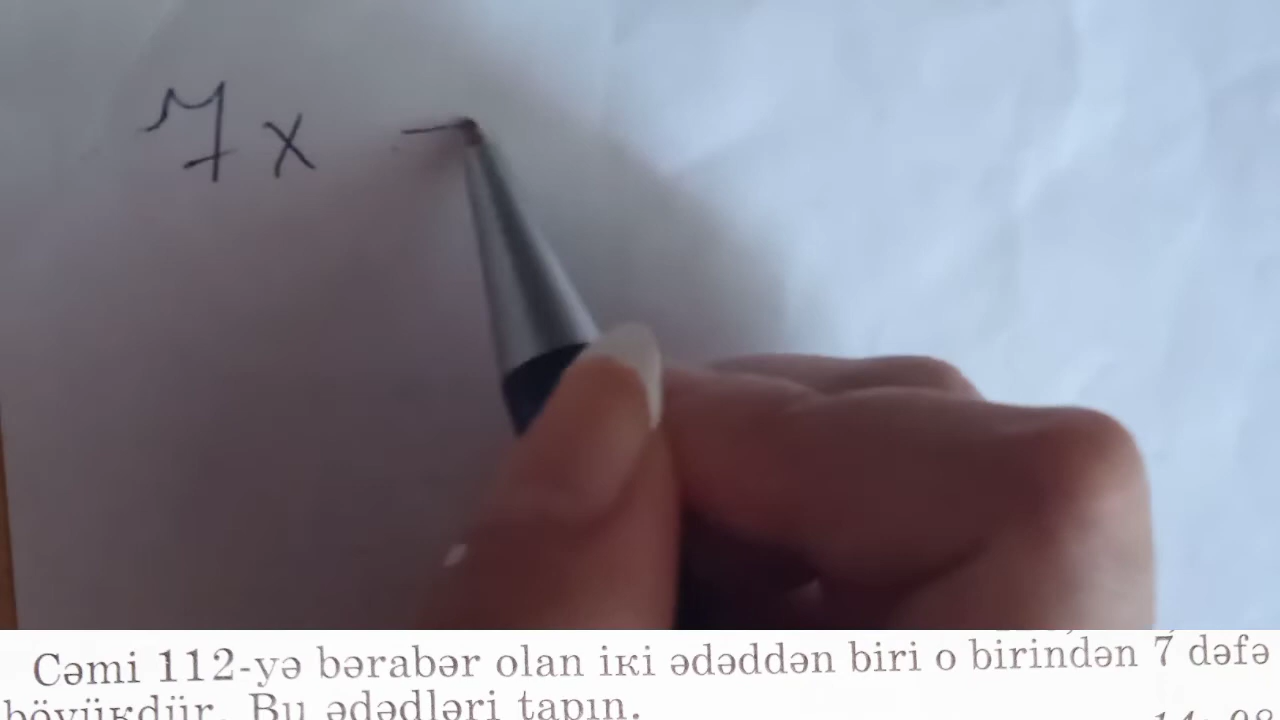 7x
Cəmi 112-yə bərabər olan iki ədəddən biri o birindən 7 dəfə
böyükdür. Bu ədədləri tapın.